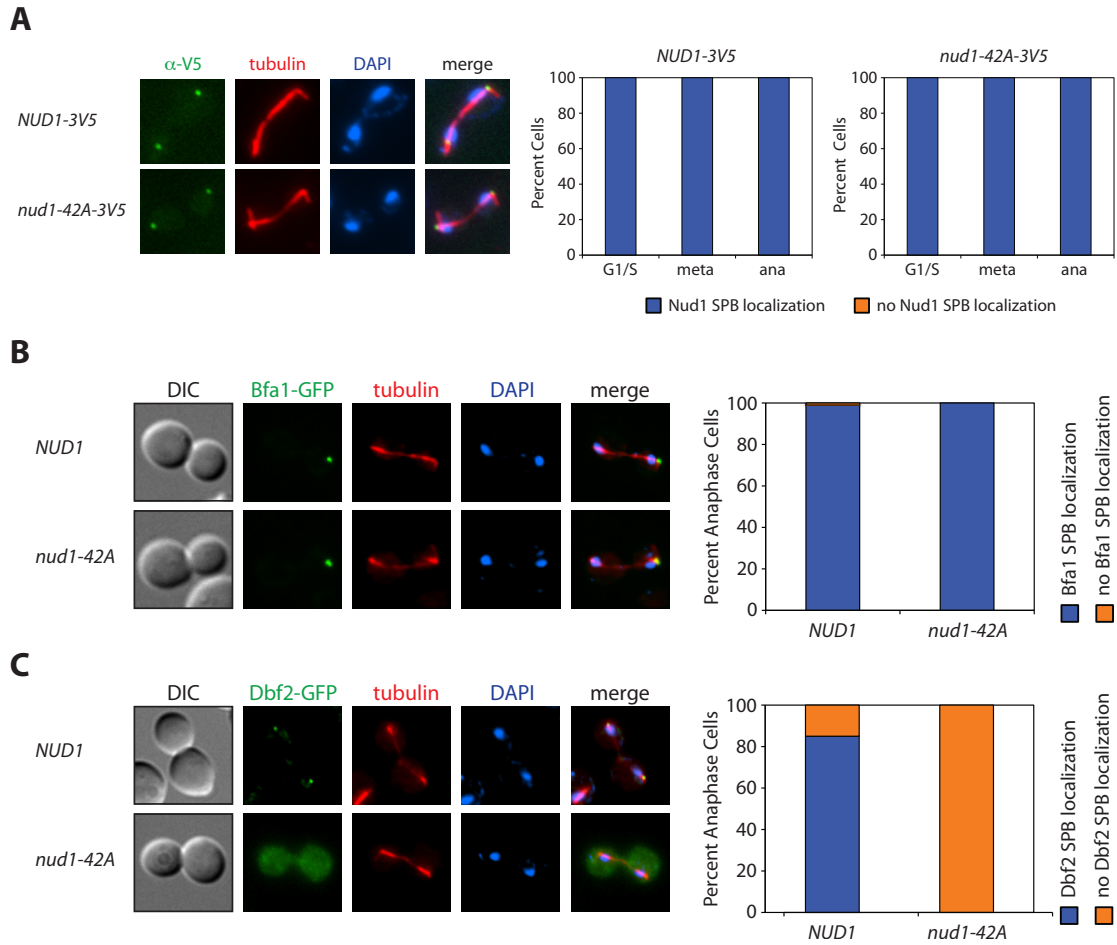 A
α-V5 tubulin DAPI merge
NUD1-3V5
nud1-42A-3V5
NUD1-3V5
Percent Cells
100
80
60
40
20
0
G1/S meta ana
nud1-42A-3V5
Percent Cells
100
80
60
40
20
0
G1/S meta ana
Nud1 SPB localization no Nud1 SPB localization
B
DIC Bfa1-GFP tubulin DAPI merge
NUD1
nud1-42A
Percent Anaphase Cells
100
80
60
40
20
0
NUD1 nud1-42A
Bfa1 SPB localization
no Bfa1 SPB localization
C
DIC Dbf2-GFP tubulin DAPI merge
NUD1
nud1-42A
Percent Anaphase Cells
100
80
60
40
20
0
NUD1 nud1-42A
Dbf2 SPB localization
no Dbf2 SPB localization